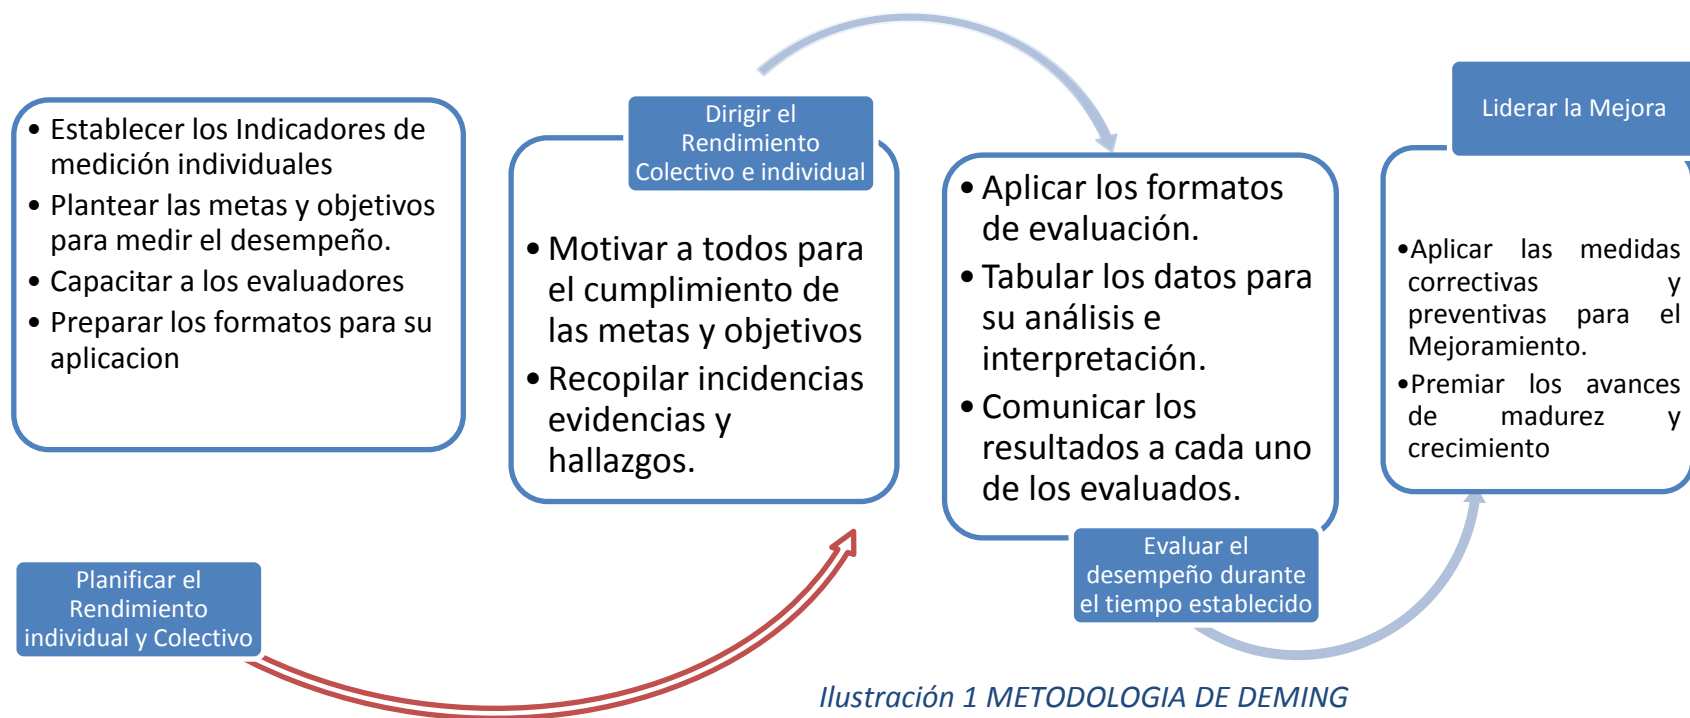 • Establecer los Indicadores de
medición individuales
• Plantear las metas y objetivos
para medir el desempeño.
• Capacitar a los evaluadores
• Preparar los formatos para su
aplicacion
Planificar el
Rendimiento
individual y Colectivo
Dirigir el
Rendimiento
Colectivo e individual
• Motivar a todos para
el cumplimiento de
las metas y objetivos
• Recopilar incidencias
evidencias y
hallazgos.
• Aplicar los formatos
de evaluación.
• Tabular los datos para
su análisis e
interpretación.
• Comunicar los
resultados a cada uno
de los evaluados.
Evaluar el
desempeño durante
el tiempo establecido
Liderar la Mejora
•Aplicar las medidas
correctivas y
preventivas para el
Mejoramiento.
•Premiar los avances
de madurez y
crecimiento
Ilustración 1 METODOLOGIA DE DEMING